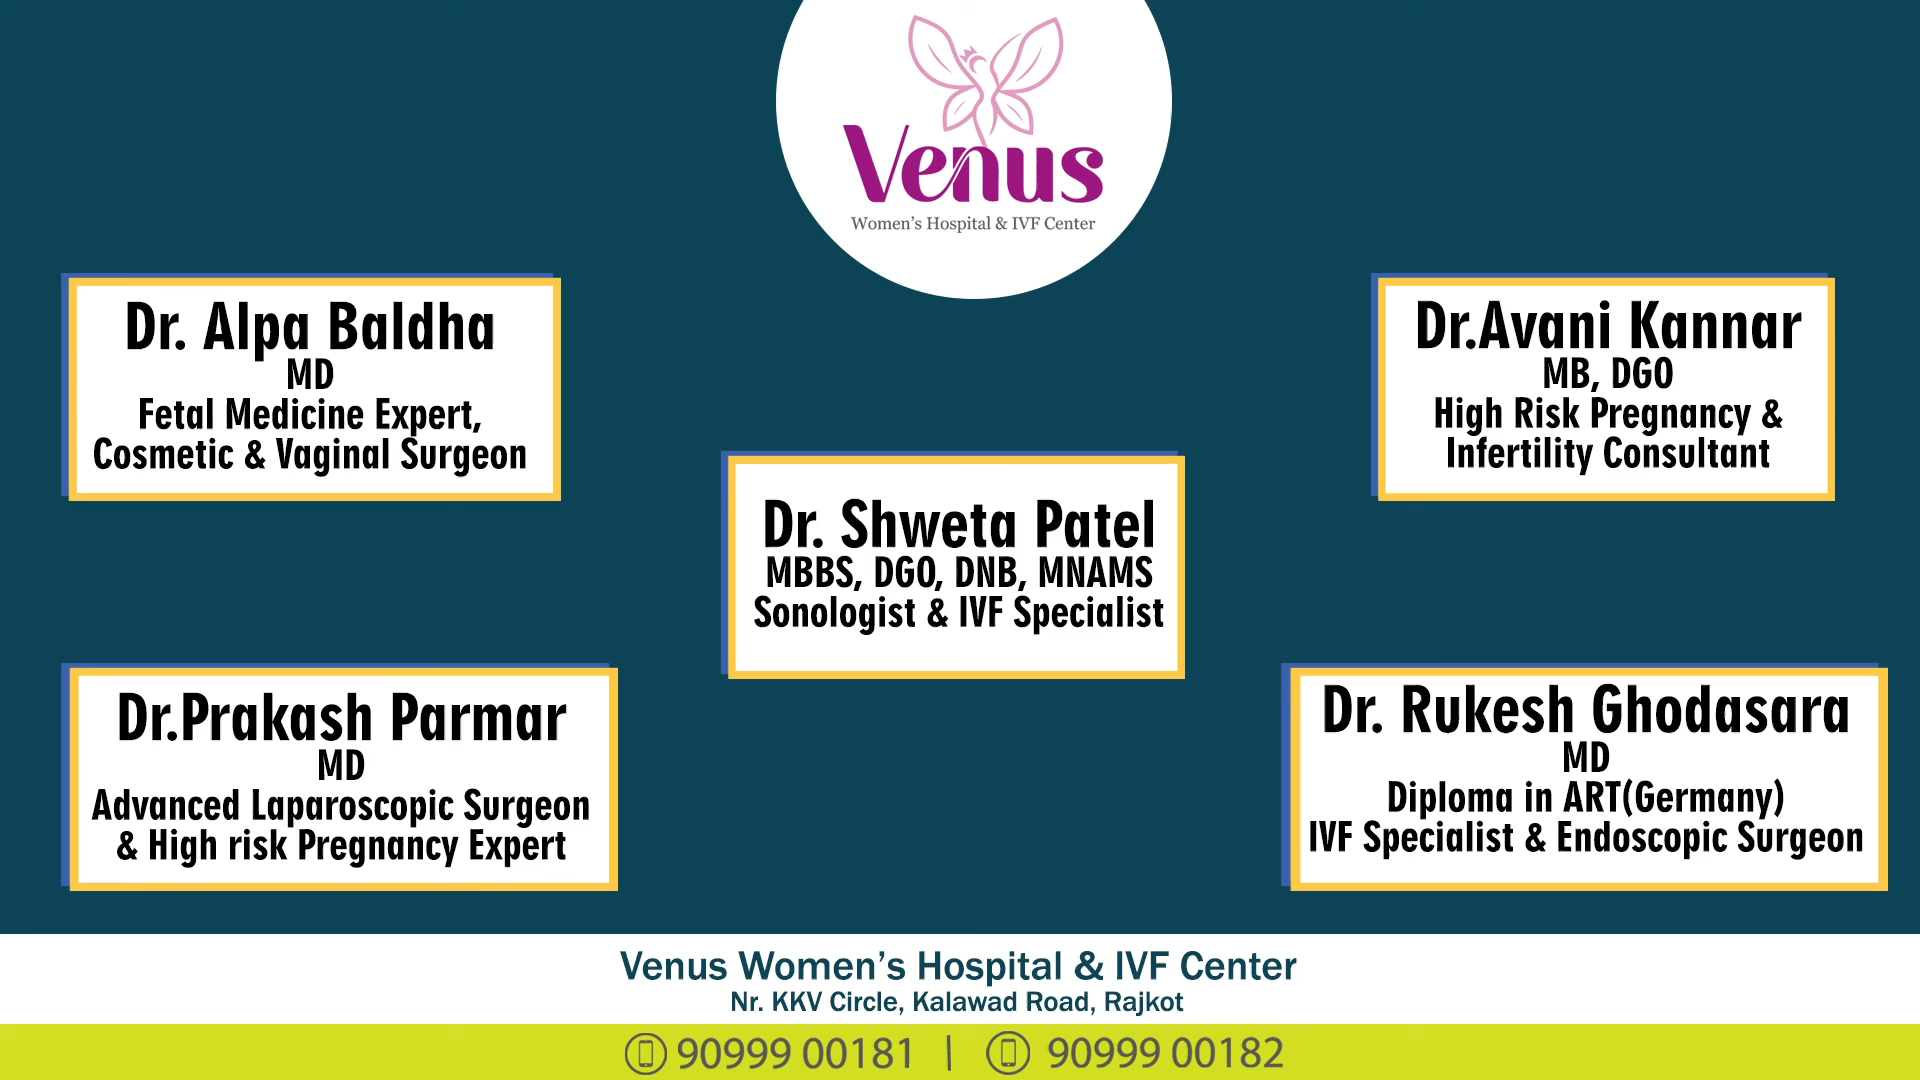 Venus
Women's Hospital & IVF Center
Dr. Alpa Baldha
MD
Fetal Medicine Expert,
Cosmetic & Vaginal Surgeon
Dr.Avani Kannar
MB, DGO
High Risk Pregnancy &
Infertility Consultant
Dr. Shweta Patel
MBBS, DGO, DNB, MNAMS
Sonologist & IVF Specialist
Dr.Prakash Parmar
MD
Advanced Laparoscopic Surgeon
& High risk Pregnancy Expert
Dr. Rukesh Ghodasara
MD
Diploma in ART(Germany)
IVF Specialist & Endoscopic Surgeon
Venus Women's Hospital & IVF Center
Nr. KKV Circle, Kalawad Road, Rajkot
90999 00181 | 90999 00182